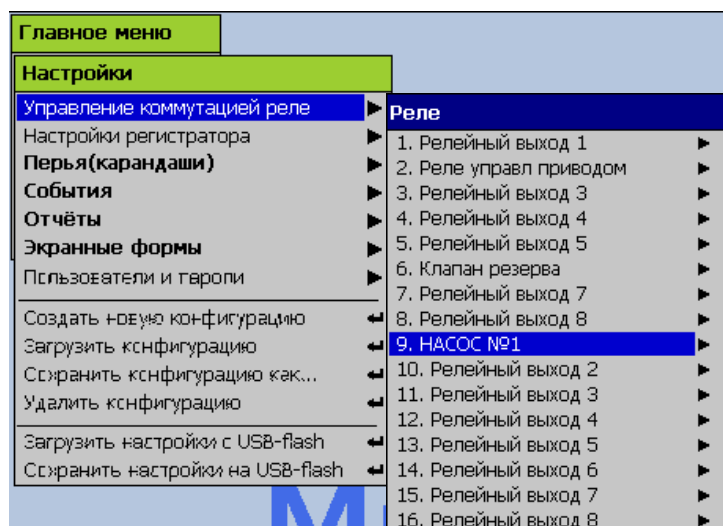 Главное меню
Настройки
Управление коммутацией реле
Настройки регистратора
Перья(карандаши)
События
Отчёты
Экранные формы
Пользователи и пароли
Создать новую конфигурацию
Загрузить конфигурацию
Сохранить конфигурацию как...
Удалить конфигурацию
Загрузить настройки с USB-flash
Сохранить настройки на USB-flash
Реле
1. Релейный выход 1
2. Реле управл приводом
3. Релейный выход 3
4. Релейный выход 4
5. Релейный выход 5
6. Клапан резерва
7. Релейный выход 7
8. Релейный выход 8
9. НАСОС №1
10. Релейный выход 2
11. Релейный выход 3
12. Релейный выход 4
13. Релейный выход 5
14. Релейный выход 6
15. Релейный выход 7
16. Релейный выход 8